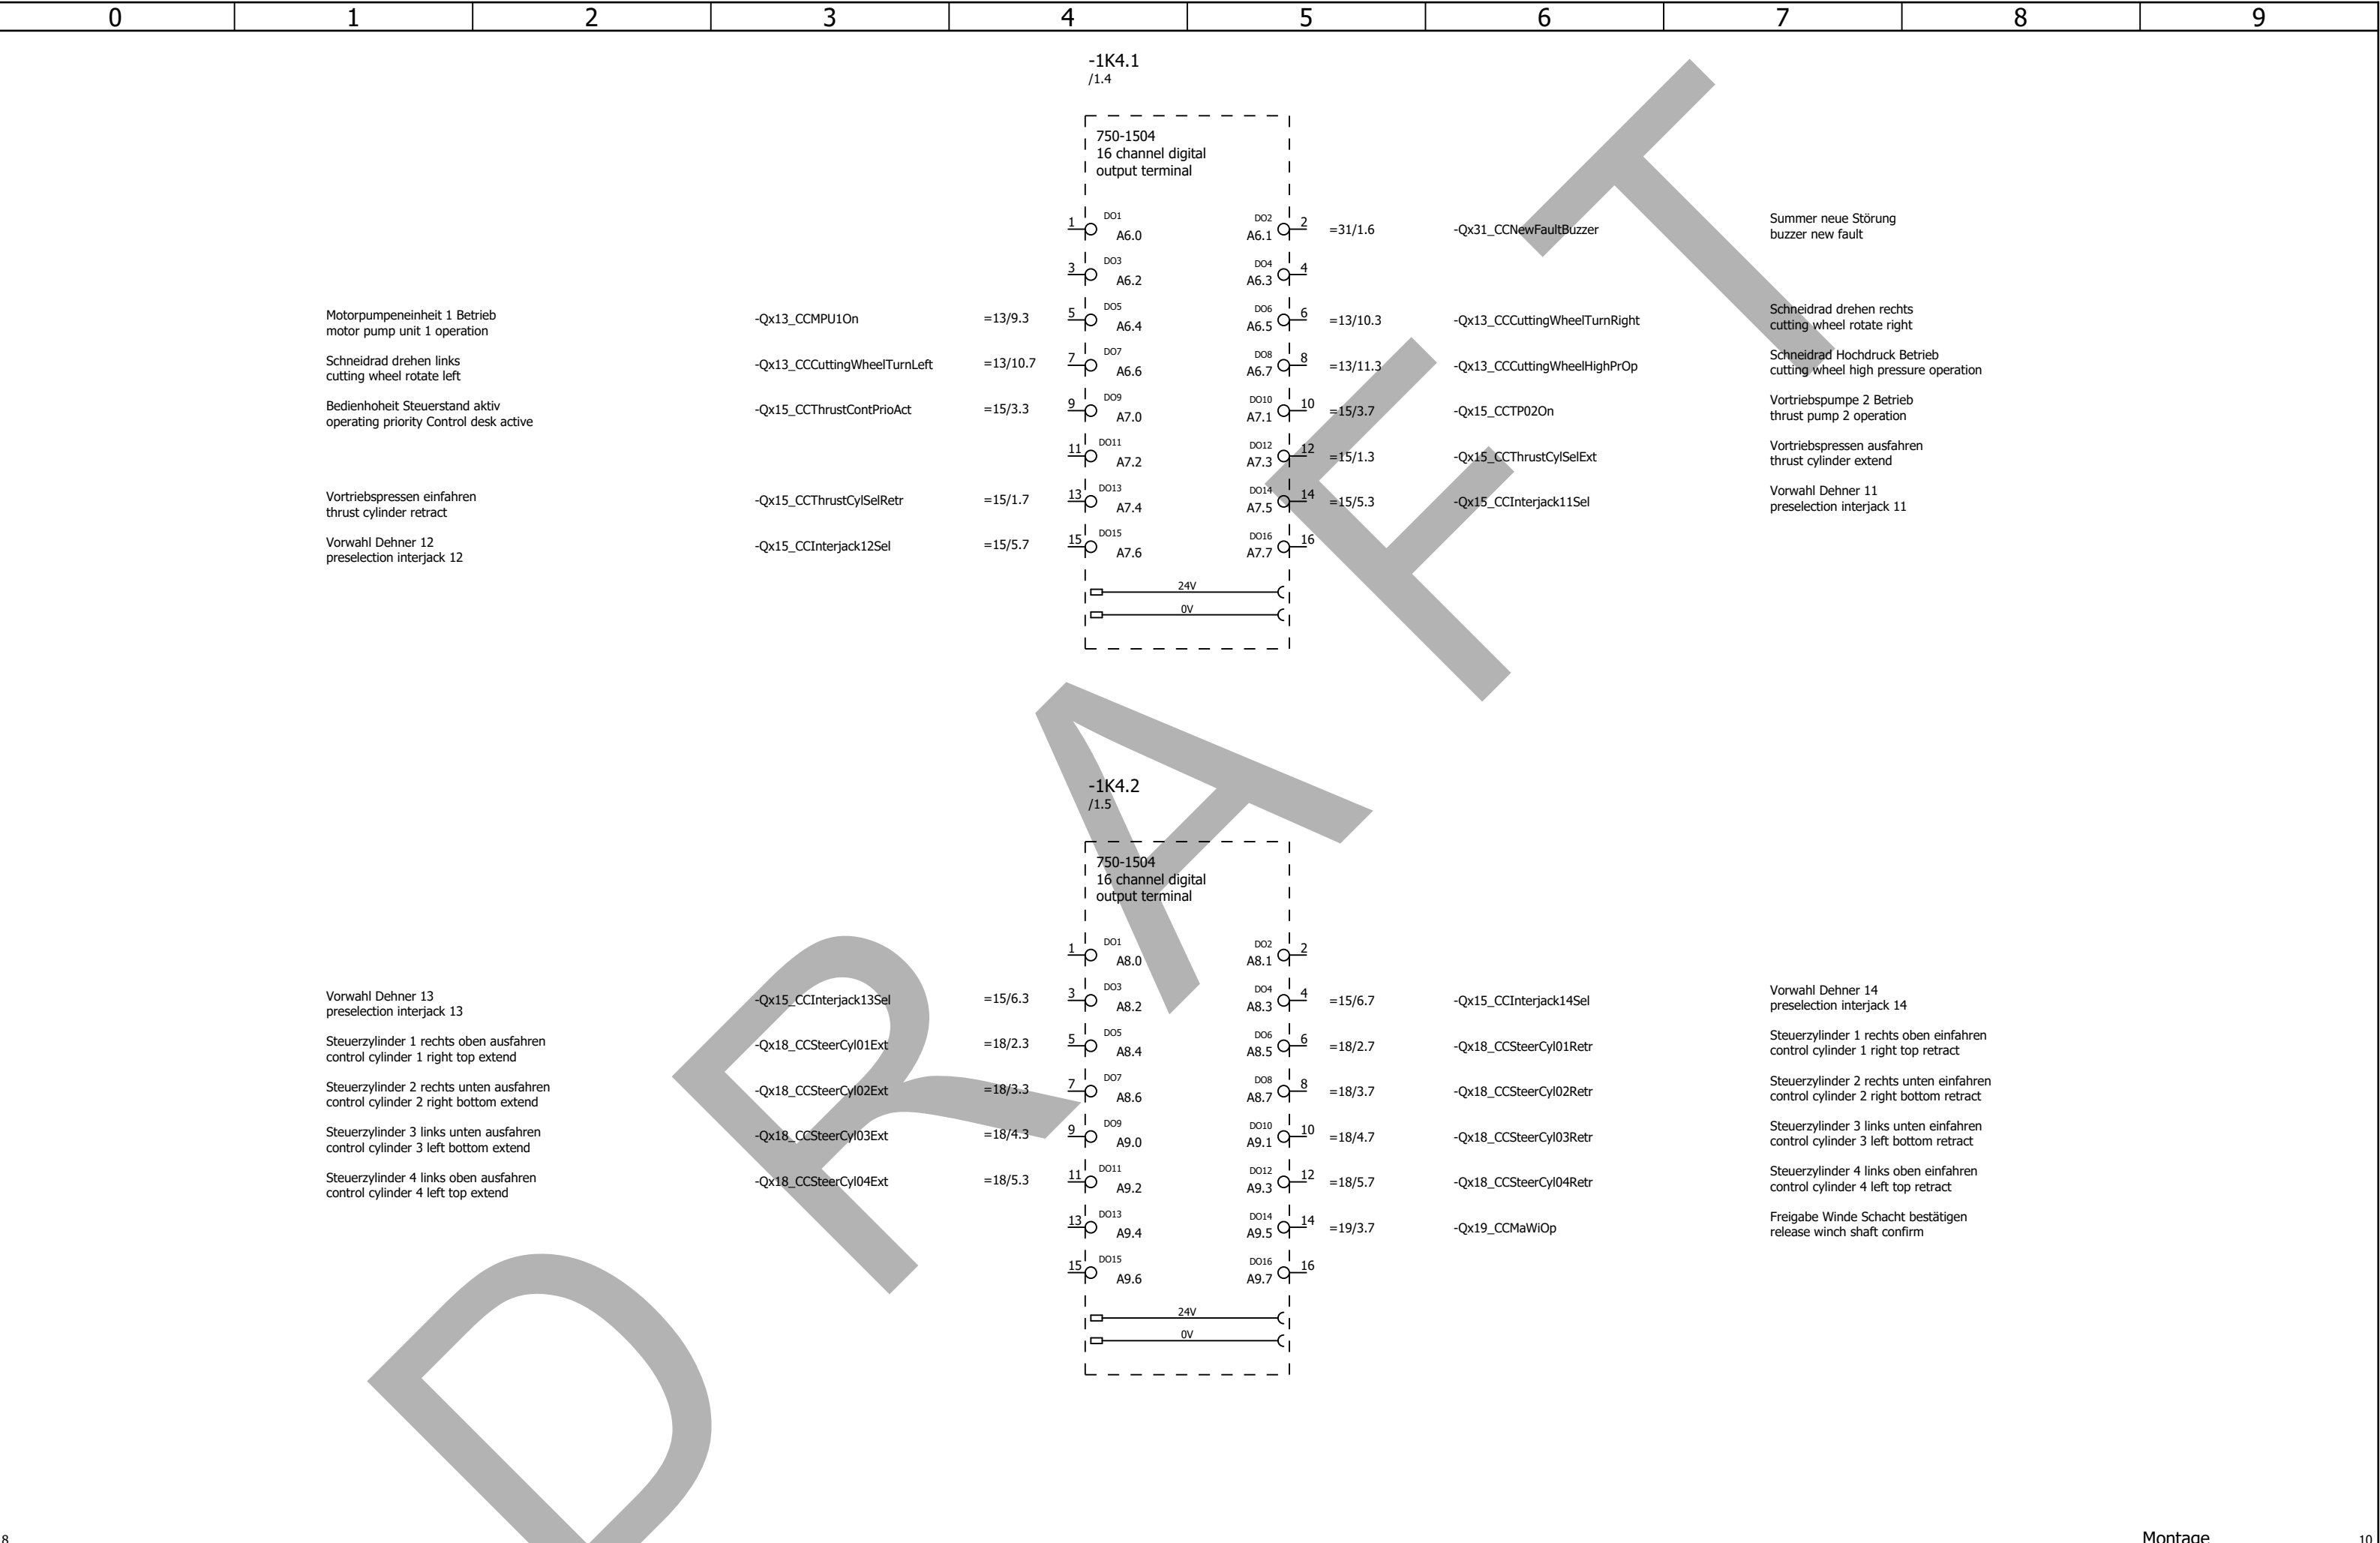 0 1 2 3 4 5 6 7 8 9
-1K4.1
/1.4
750-1504
16 channel digital
output terminal
1 DO1 A6.0 DO2 A6.1 2 =31/1.6 -Qx31_CCNewFaultBuzzer Summer neue Störung
buzzer new fault
3 DO3 A6.2 DO4 A6.3 4
Motorpumpeneinheit 1 Betrieb -Qx13_CCMPU1On =13/9.3 5 DO5 A6.4 DO6 A6.5 6 =13/10.3 -Qx13_CCCuttingWheelTurnRight Schneidrad drehen rechts
motor pump unit 1 operation cutting wheel rotate right
Schneidrad drehen links -Qx13_CCCuttingWheelTurnLeft =13/10.7 7 DO7 A6.6 DO8 A6.7 8 =13/11.3 -Qx13_CCCuttingWheelHighPrOp Schneidrad Hochdruck Betrieb
cutting wheel rotate left cutting wheel high pressure operation
Bedienhoheit Steuerstand aktiv -Qx15_CCThrustContPrioAct =15/3.3 9 DO9 A7.0 DO10 A7.1 10 =15/3.7 -Qx15_CCTP02On Vortriebspumpe 2 Betrieb
operating priority Control desk active thrust pump 2 operation
11 DO11 A7.2 DO12 A7.3 12 =15/1.3 -Qx15_CCThrustCylSelExt Vortriebspressen ausfahren
thrust cylinder extend
Vortriebspressen einfahren -Qx15_CCThrustCylSelRetr =15/1.7 13 DO13 A7.4 DO14 A7.5 14 =15/5.3 -Qx15_CCInterjack11Sel Vorwahl Dehner 11
thrust cylinder retract preselection interjack 11
Vorwahl Dehner 12 -Qx15_CCInterjack12Sel =15/5.7 15 DO15 A7.6 DO16 A7.7 16
preselection interjack 12
24V
0V
-1K4.2
/1.5
750-1504
16 channel digital
output terminal
1 DO1 A8.0 DO2 A8.1 2
Vorwahl Dehner 13 -Qx15_CCInterjack13Sel =15/6.3 3 DO3 A8.2 DO4 A8.3 4 =15/6.7 -Qx15_CCInterjack14Sel Vorwahl Dehner 14
preselection interjack 13 preselection interjack 14
Steuerzylinder 1 rechts oben ausfahren -Qx18_CCSteerCyl01Ext =18/2.3 5 DO5 A8.4 DO6 A8.5 6 =18/2.7 -Qx18_CCSteerCyl01Retr Steuerzylinder 1 rechts oben einfahren
control cylinder 1 right top extend control cylinder 1 right top retract
Steuerzylinder 2 rechts unten ausfahren -Qx18_CCSteerCyl02Ext =18/3.3 7 DO7 A8.6 DO8 A8.7 8 =18/3.7 -Qx18_CCSteerCyl02Retr Steuerzylinder 2 rechts unten einfahren
control cylinder 2 right bottom extend control cylinder 2 right bottom retract
Steuerzylinder 3 links unten ausfahren -Qx18_CCSteerCyl03Ext =18/4.3 9 DO9 A9.0 DO10 A9.1 10 =18/4.7 -Qx18_CCSteerCyl03Retr Steuerzylinder 3 links unten einfahren
control cylinder 3 left bottom extend control cylinder 3 left bottom retract
Steuerzylinder 4 links oben ausfahren -Qx18_CCSteerCyl04Ext =18/5.3 11 DO11 A9.2 DO12 A9.3 12 =18/5.7 -Qx18_CCSteerCyl04Retr Steuerzylinder 4 links oben einfahren
control cylinder 4 left top extend control cylinder 4 left top retract
13 DO13 A9.4 DO14 A9.5 14 =19/3.7 -Qx19_CCMaWiOp Freigabe Winde Schacht bestätigen
release winch shaft confirm
15 DO15 A9.6 DO16 A9.7 16
24V
0V
DRAFT
8 Montage 10